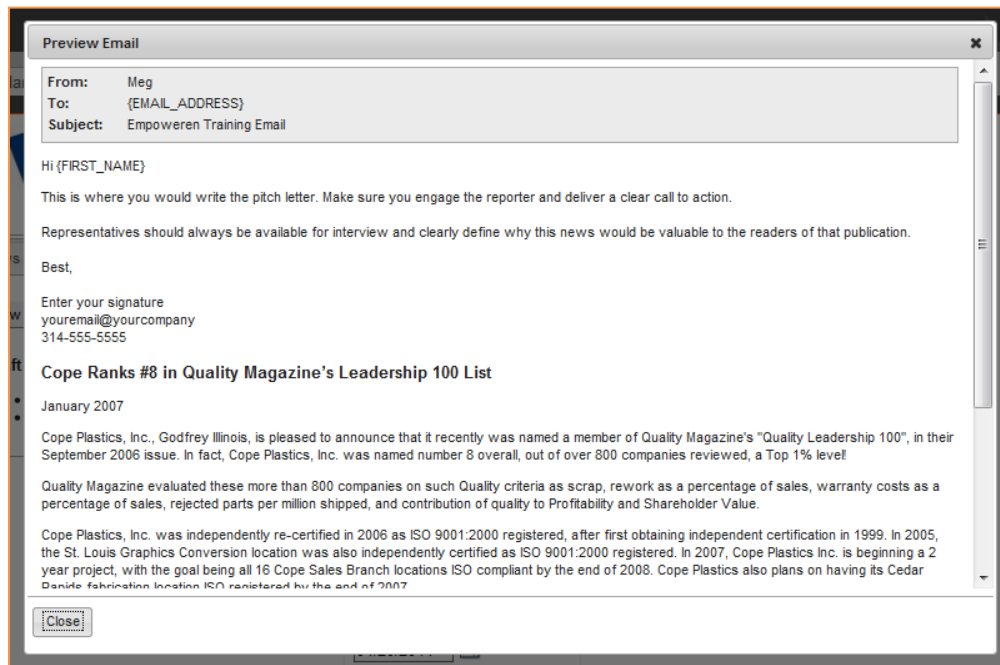 Preview Email
From: Meg
To: {EMAIL_ADDRESS}
Subject: Empoweren Training Email
Hi {FIRST_NAME}
This is where you would write the pitch letter. Make sure you engage the reporter and deliver a clear call to action.
Representatives should always be available for interview and clearly define why this news would be valuable to the readers of that publication.
Best,
Enter your signature
youremail@yourcompany
314-555-5555
Cope Ranks #8 in Quality Magazine's Leadership 100 List
January 2007
Cope Plastics, Inc., Godfrey Illinois, is pleased to announce that it recently was named a member of Quality Magazine's "Quality Leadership 100", in their
September 2006 issue. In fact, Cope Plastics, Inc. was named number 8 overall, out of over 800 companies reviewed, a Top 1% level!
Quality Magazine evaluated these more than 800 companies on such Quality criteria as scrap, rework as a percentage of sales, warranty costs as a
percentage of sales, rejected parts per million shipped, and contribution of quality to Profitability and Shareholder Value.
Cope Plastics, Inc. was independently re-certified in 2006 as ISO 9001:2000 registered, after first obtaining independent certification in 1999. In 2005,
the St. Louis Graphics Conversion location was also independently certified as ISO 9001:2000 registered. In 2007, Cope Plastics Inc. is beginning a 2
year project, with the goal being all 16 Cope Sales Branch locations ISO compliant by the end of 2008. Cope Plastics also plans on having its Cedar
Rapids fabrication location ISO registered by the end of 2007
Close